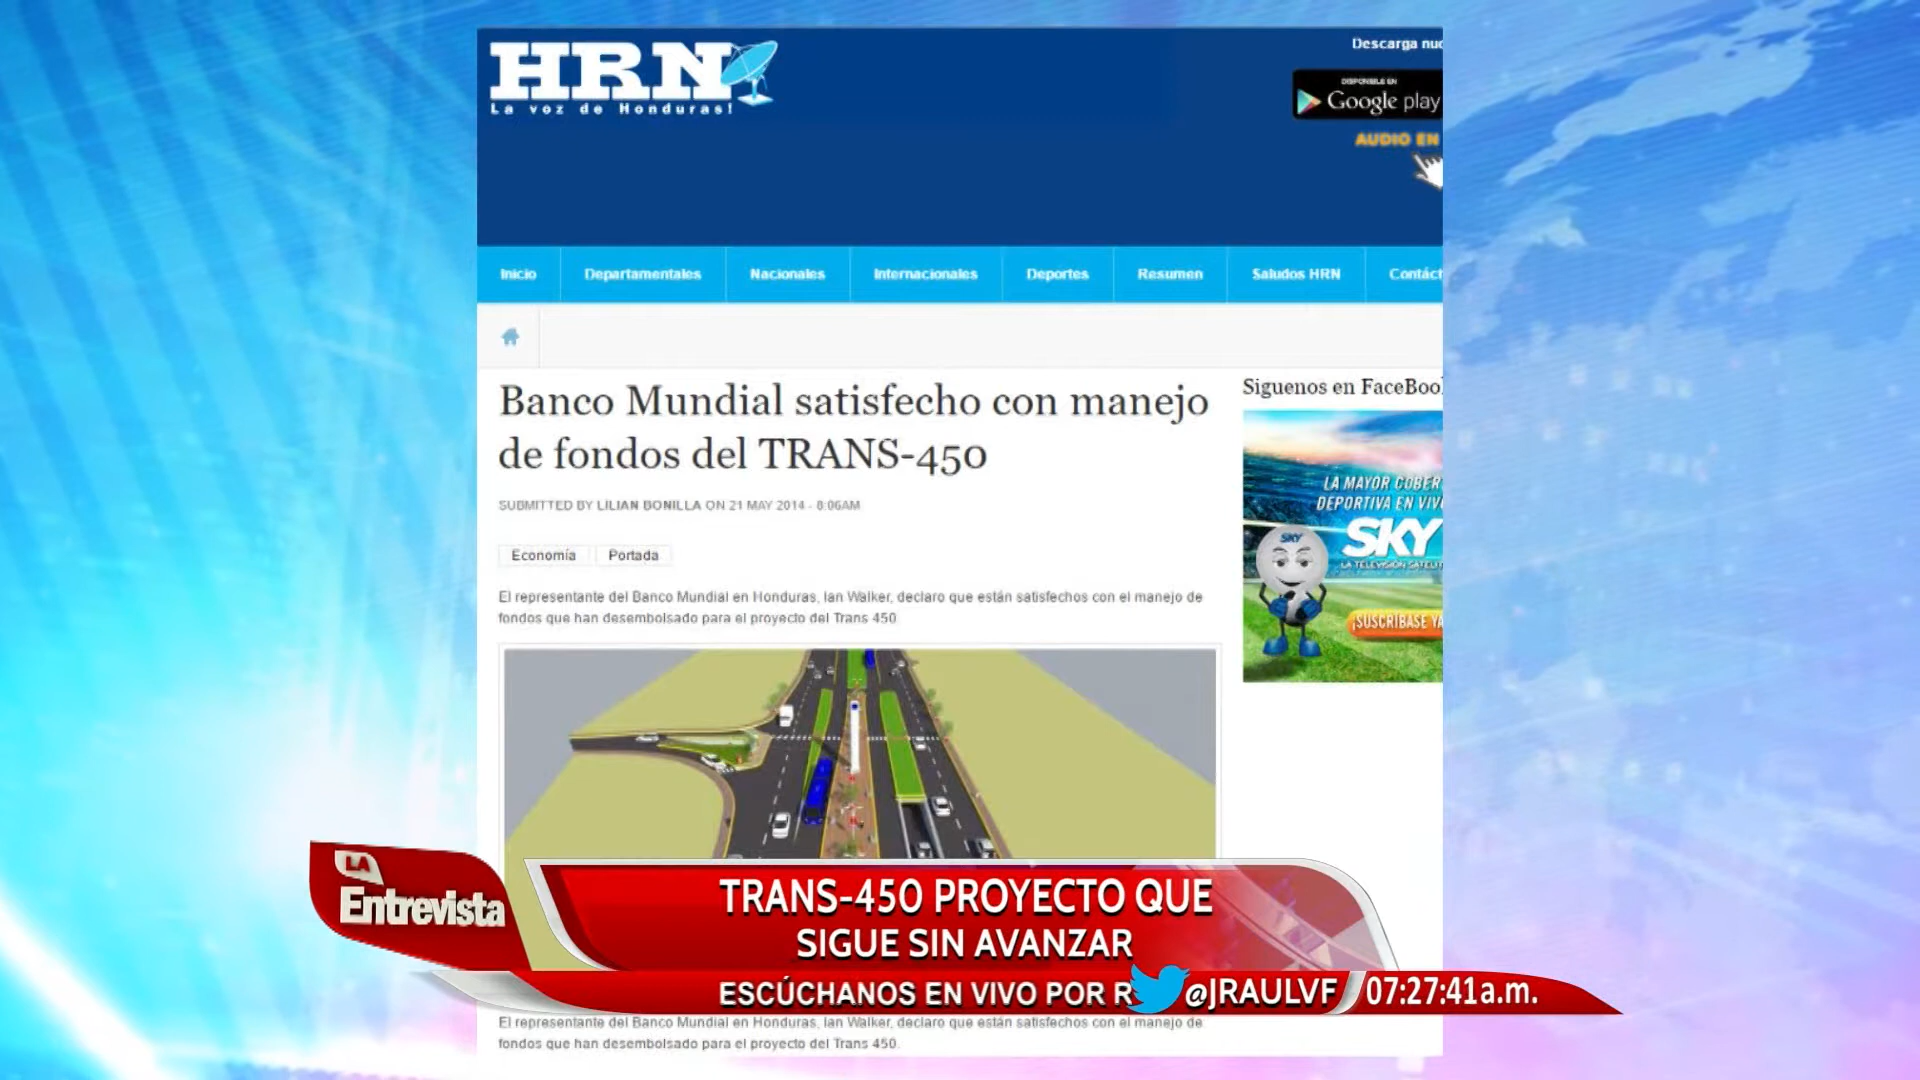 HRN
La voz de Honduras!
Descarga
DISPONIBLE EN
Google play
AUDIO EN
Inicio
Departamentales
Nacionales
Internacionales
Deportes
Resumen
Saludos HRN
Banco Mundial satisfecho con manejo
de fondos del TRANS-450
SUBMITTED BY LILIAN BONILLA ON 21 MAY 2014 - 8:06AM
Economía
Portada
El representante del Banco Mundial en Honduras, Ian Walker, declaro que están satisfechos con el manejo de
fondos que han desembolsado para el proyecto del Trans 450
Siguenos en
LA MAYOR
DEPORTIVA EN
SKY
SKY
LA TELEVISIÓN
¡SUSCRÍBASE
LA
Entrevista
TRANS-450 PROYECTO QUE
SIGUE SIN AVANZAR
ESCÚCHANOS EN VIVO POR
@JRAULVF
07:27:41a.m.
El representante del Banco Mundial en Honduras, Ian Walker, declaro que están satisfechos con el manejo de
fondos que han desembolsado para el proyecto del Trans 450.